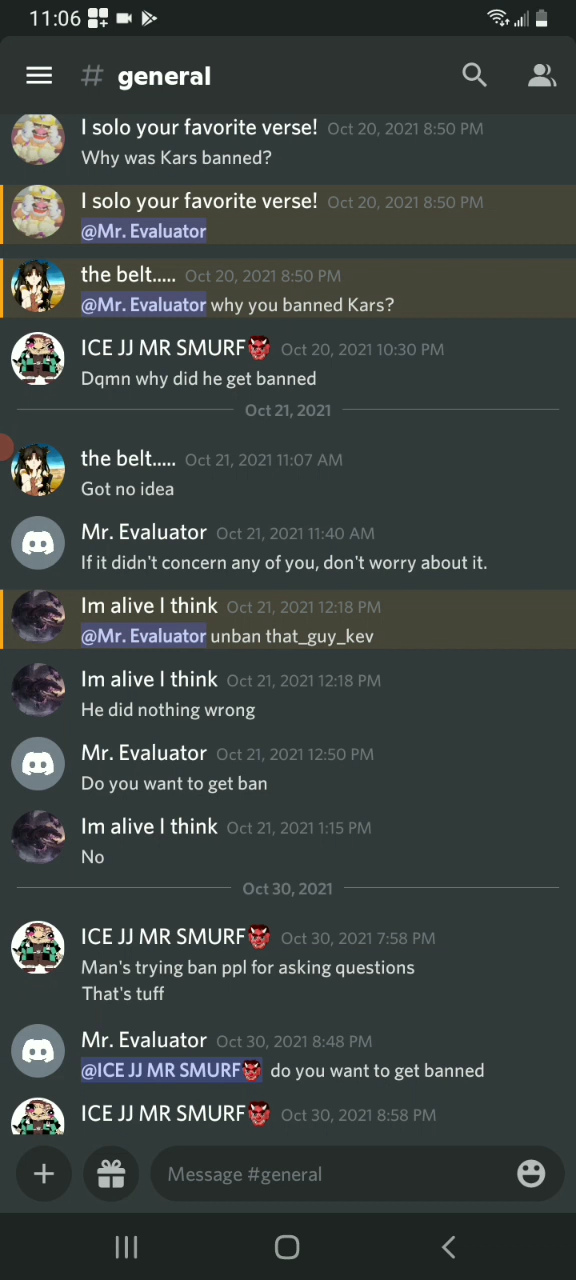 11:06
# general
I solo your favorite verse! Oct 20, 2021 8:50 PM
Why was Kars banned?
I solo your favorite verse! Oct 20, 2021 8:50 PM
@Mr. Evaluator
the belt..... Oct 20, 2021 8:50 PM
@Mr. Evaluator why you banned Kars?
ICE JJ MR SMURF👹 Oct 20, 2021 10:30 PM
Dqmn why did he get banned
Oct 21, 2021
the belt..... Oct 21, 2021 11:07 AM
Got no idea
Mr. Evaluator Oct 21, 2021 11:40 AM
If it didn't concern any of you, don't worry about it.
Im alive I think Oct 21, 2021 12:18 PM
@Mr. Evaluator unban that_guy_kev
Im alive I think Oct 21, 2021 12:18 PM
He did nothing wrong
Mr. Evaluator Oct 21, 2021 12:50 PM
Do you want to get ban
Im alive I think Oct 21, 2021 1:15 PM
No
Oct 30, 2021
ICE JJ MR SMURF👹 Oct 30, 2021 7:58 PM
Man's trying ban ppl for asking questions
That's tuff
Mr. Evaluator Oct 30, 2021 8:48 PM
@ICE JJ MR SMURF👹 do you want to get banned
ICE JJ MR SMURF👹 Oct 30, 2021 8:58 PM
Message #general